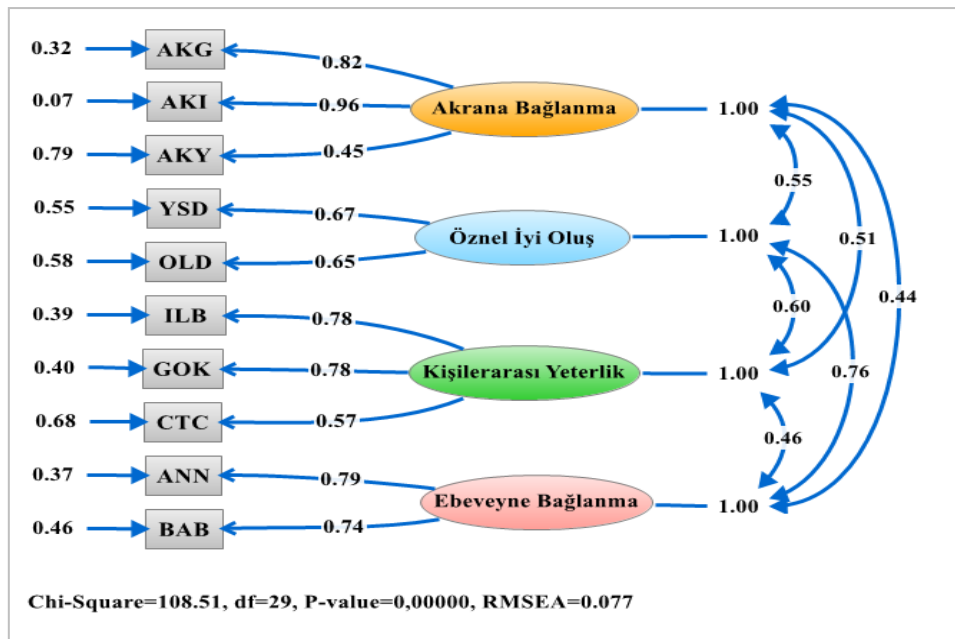 0.32 AKG 0.82
0.07 AKI 0.96 Akrana Bağlanma 1.00
0.79 AKY 0.45
0.55
0.55 YSD 0.67
Öznel İyi Oluş 1.00
0.51
0.58 OLD 0.65
0.44
0.39 ILB 0.78
0.60
0.40 GOK 0.78 Kişilerarası Yeterlik 1.00
0.76
0.68 CTC 0.57
0.46
0.37 ANN 0.79
Ebeveyne Bağlanma 1.00
0.46 BAB 0.74
Chi-Square=108.51, df=29, P-value=0,00000, RMSEA=0.077